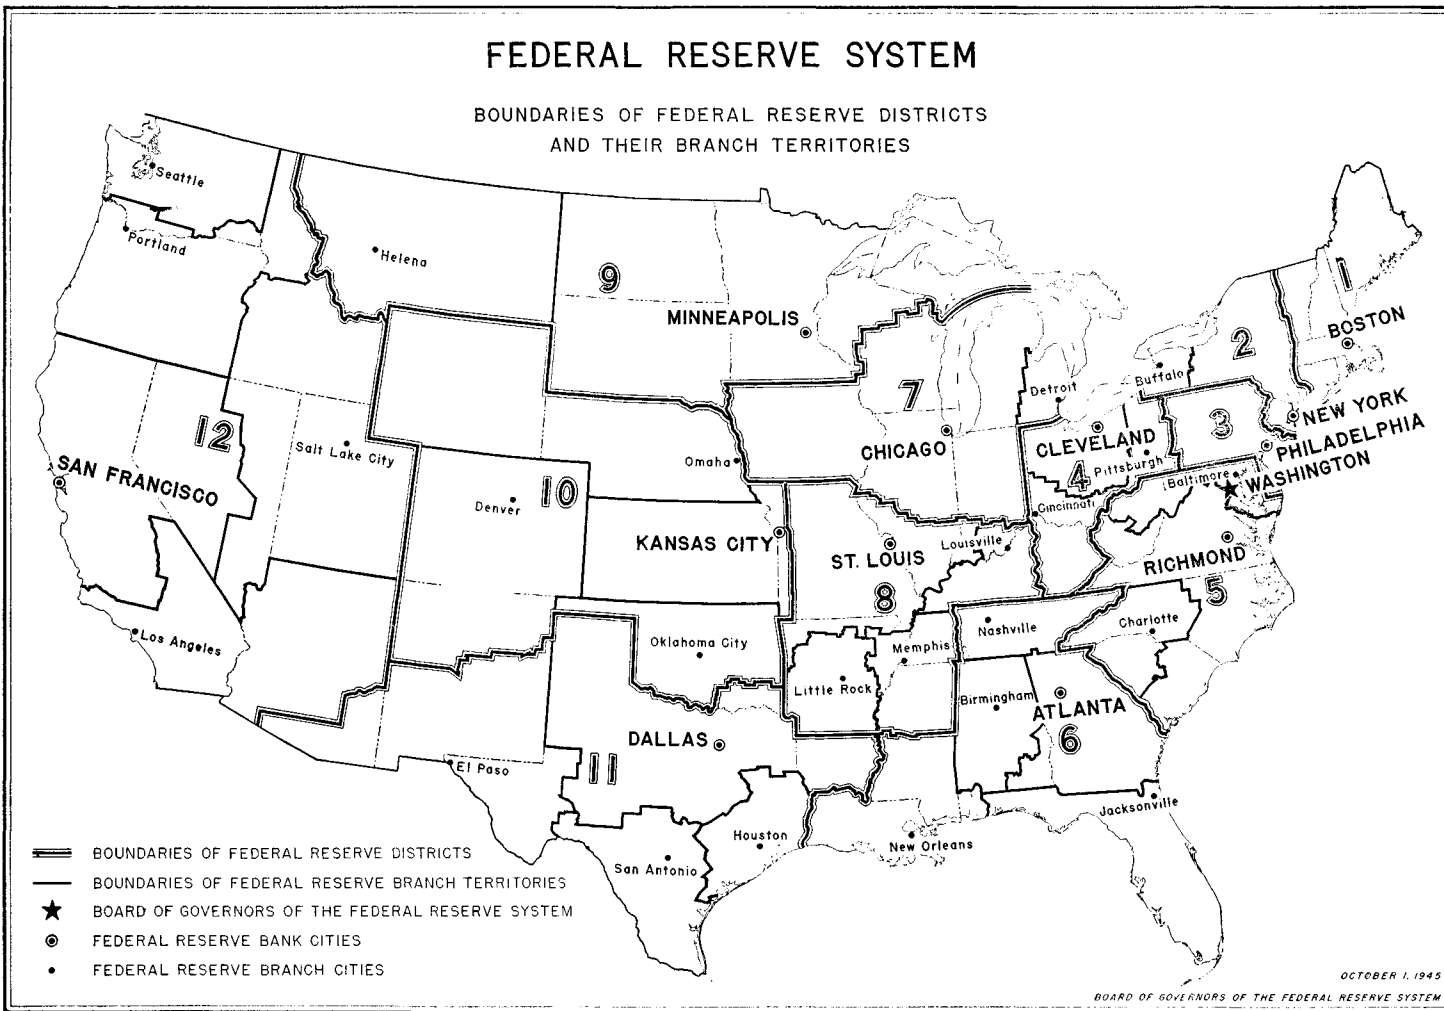 FEDERAL RESERVE SYSTEM
BOUNDARIES OF FEDERAL RESERVE DISTRICTS
AND THEIR BRANCH TERRITORIES
Seattle
Portland
Helena
9
MINNEAPOLIS
1
BOSTON
2
7
Detroit
Buffalo
NEW YORK
12
Salt Lake City
Omaha
CHICAGO
CLEVELAND
3
PHILADELPHIA
SAN FRANCISCO
4
Pittsburgh
Baltimore
WASHINGTON
Denver
10
Cincinnati
KANSAS CITY
ST. LOUIS
Louisville
RICHMOND
8
5
Los Angeles
Oklahoma City
Memphis
Nashville
Charlotte
Little Rock
Birmingham
ATLANTA
DALLAS
6
El Paso
11
Jacksonville
Houston
New Orleans
San Antonio
BOUNDARIES OF FEDERAL RESERVE DISTRICTS
BOUNDARIES OF FEDERAL RESERVE BRANCH TERRITORIES
BOARD OF GOVERNORS OF THE FEDERAL RESERVE SYSTEM
FEDERAL RESERVE BANK CITIES
FEDERAL RESERVE BRANCH CITIES
OCTOBER 1, 1945
BOARD OF GOVERNORS OF THE FEDERAL RESERVE SYSTEM